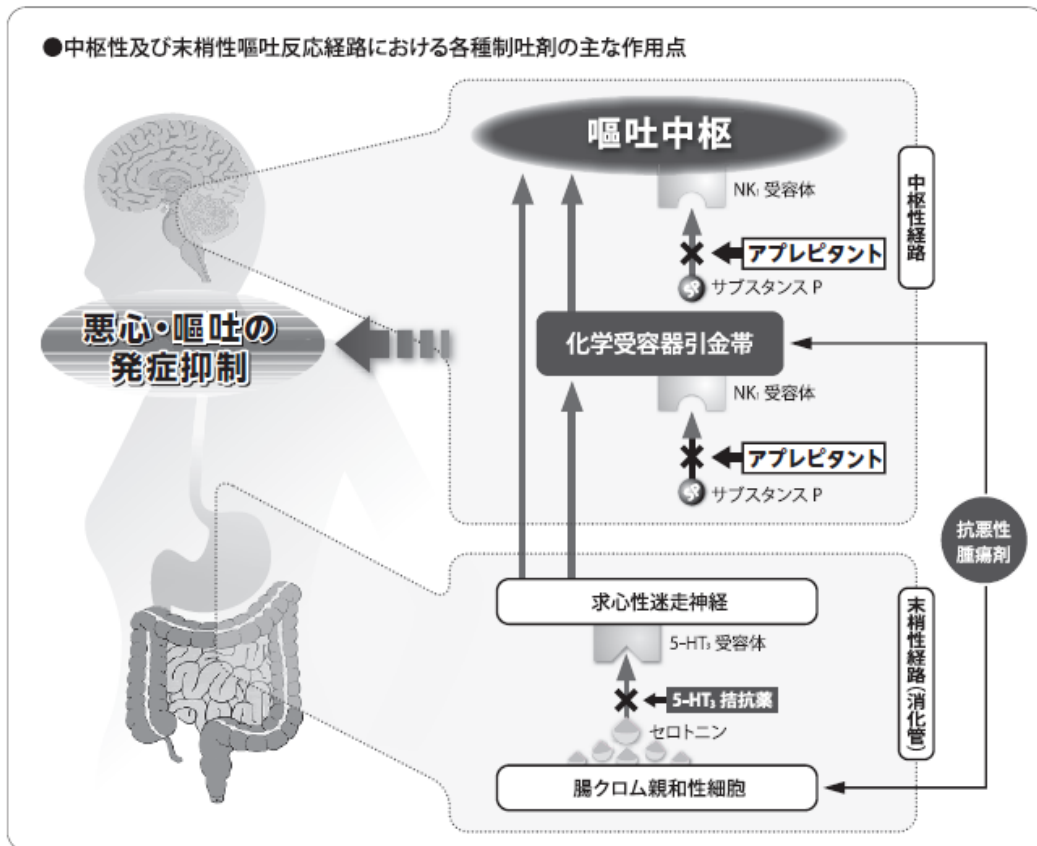 ●中枢性及び末梢性嘔吐反応経路における各種制吐剤の主な作用点
嘔吐中枢
NK₁ 受容体
アプレピタント
SP
サブスタンス P
中枢性経路
悪心・嘔吐の
発症抑制
化学受容器引金帯
NK₁ 受容体
アプレピタント
SP
サブスタンス P
抗悪性
腫瘍剤
求心性迷走神経
5-HT₃ 受容体
5-HT₃ 拮抗薬
セロトニン
腸クロム親和性細胞
末梢性経路(消化管)